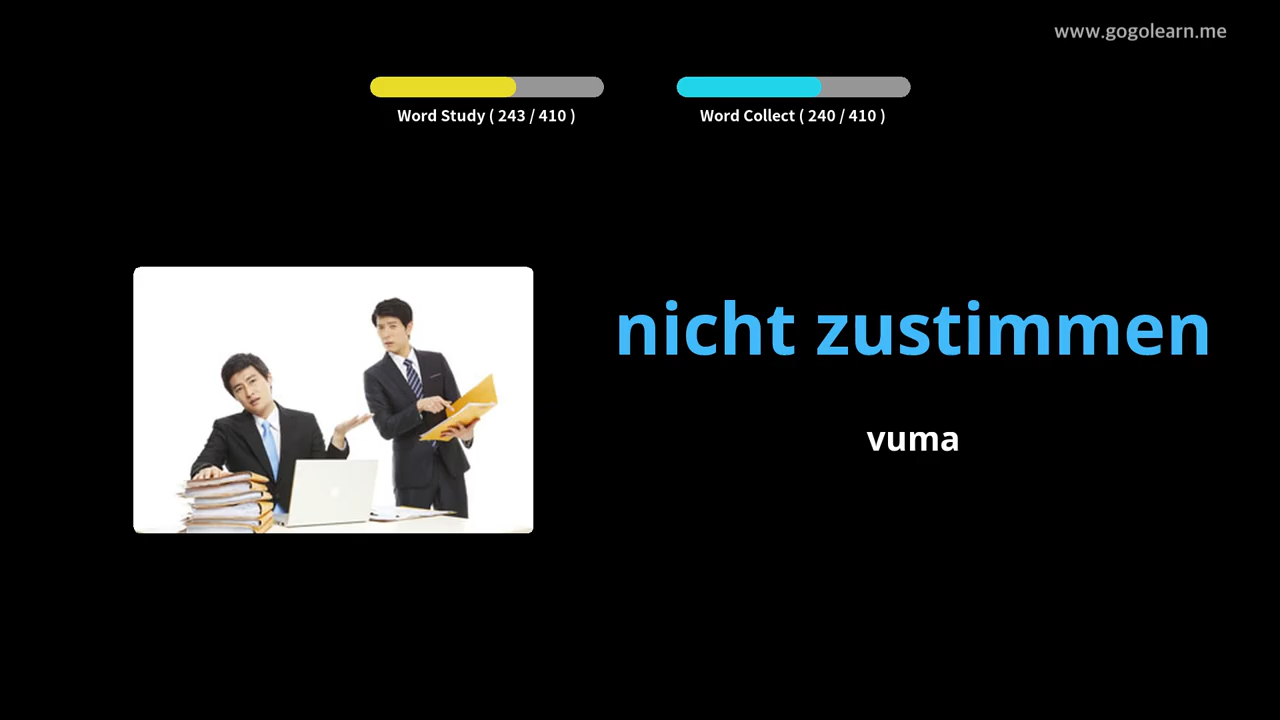 www.gogolearn.me
Word Study ( 243 / 410 )
Word Collect ( 240 / 410 )
nicht zustimmen
vuma